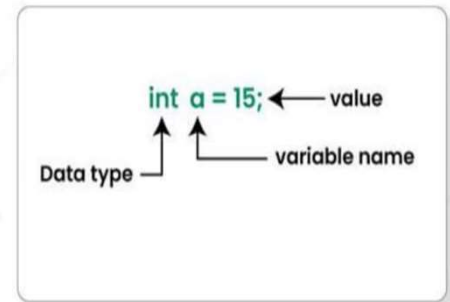 int a = 15; value
variable name
Data type